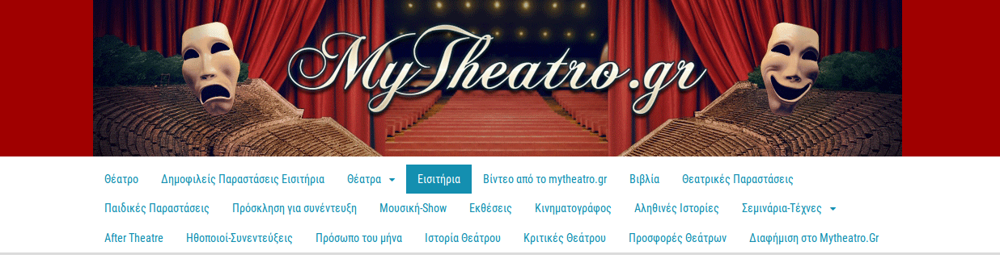 MyTheatro.gr
Θέατρο Δημοφιλείς Παραστάσεις Εισιτήρια Θέατρα Εισιτήρια Βίντεο από το mytheatro.gr Βιβλία Θεατρικές Παραστάσεις
Παιδικές Παραστάσεις Πρόσκληση για συνέντευξη Μουσική-Show Εκθέσεις Κινηματογράφος Αληθινές Ιστορίες Σεμινάρια-Τέχνες
After Theatre Ηθοποιοί-Συνεντεύξεις Πρόσωπο του μήνα Ιστορία Θεάτρου Κριτικές Θεάτρου Προσφορές Θεάτρων Διαφήμιση στο Mytheatro.Gr